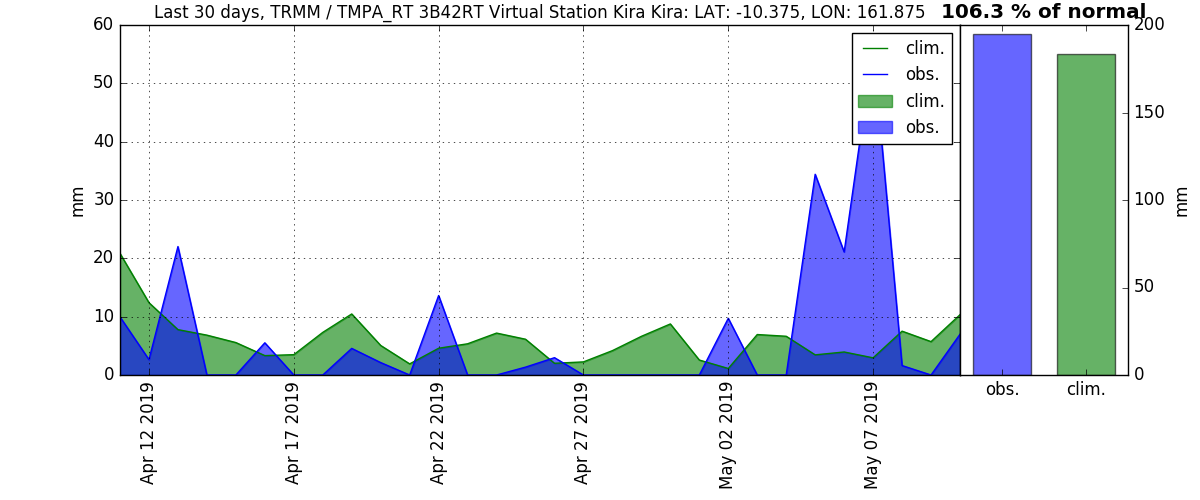 Last 30 days, TRMM / TMPA_RT 3B42RT Virtual Station Kira Kira: LAT: -10.375, LON: 161.875
106.3 % of normal
60
50
40
30
20
10
0
mm
clim.
obs.
clim.
obs.
Apr 12 2019
Apr 17 2019
Apr 22 2019
Apr 27 2019
May 02 2019
May 07 2019
200
150
100
50
0
mm
obs.
clim.